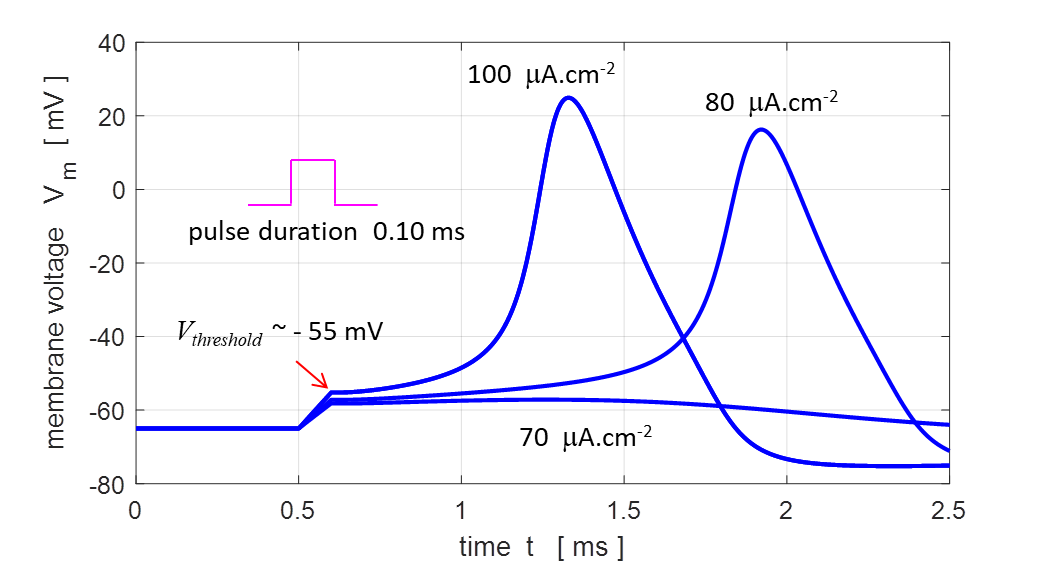 40
20
0
-20
-40
-60
-80
membrane voltage Vm [ mV ]
100 μA.cm-2
80 μA.cm-2
pulse duration 0.10 ms
Vthreshold ~ - 55 mV
70 μA.cm-2
0 0.5 1 1.5 2 2.5
time t [ ms ]